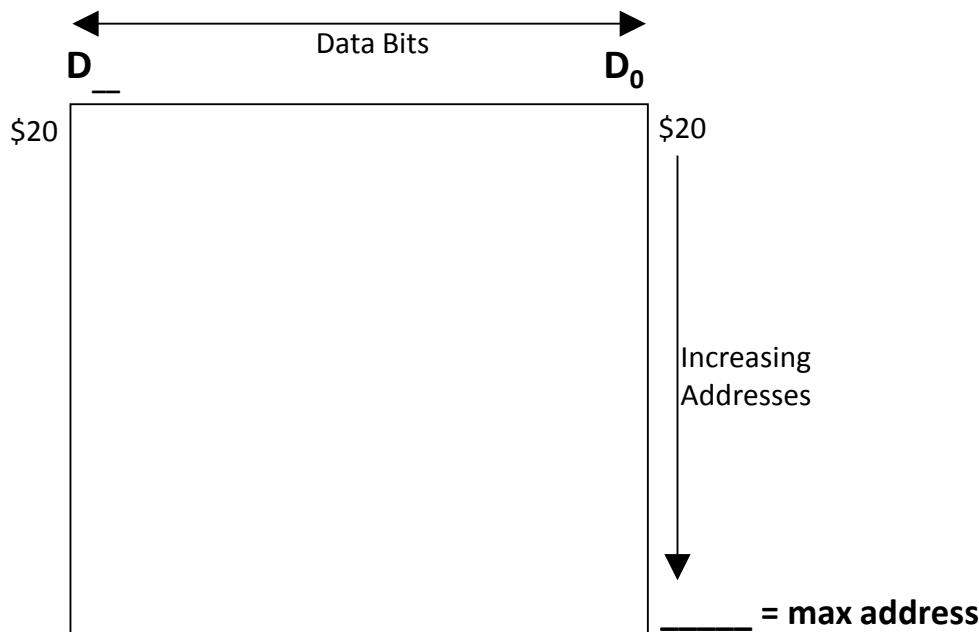 Data Bits
D__ D0
$20 $20
Increasing
Addresses
_____ = max address